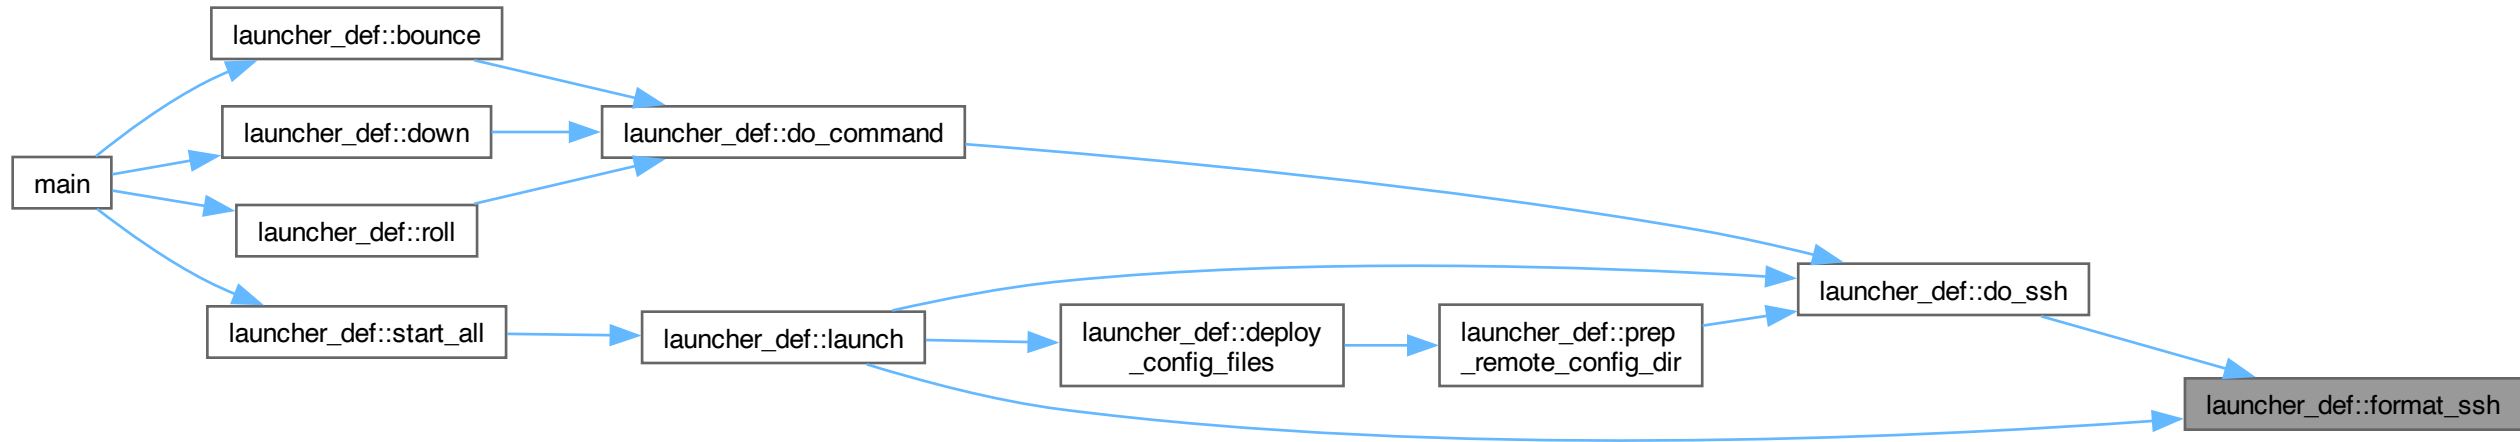 launcher_def::bounce
launcher_def::down
launcher_def::do_command
main
launcher_def::roll
launcher_def::do_ssh
launcher_def::start_all
launcher_def::launch
launcher_def::deploy
_config_files
launcher_def::prep
_remote_config_dir
launcher_def::format_ssh